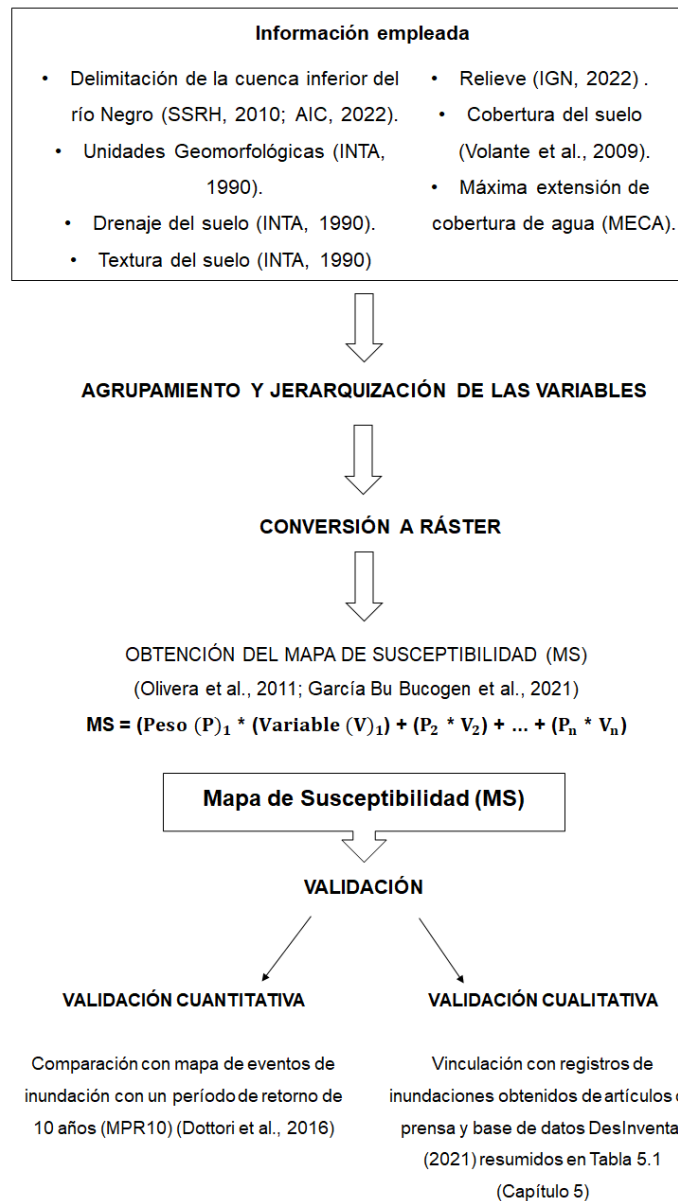 Información empleada
• Delimitación de la cuenca inferior del
río Negro (SSRH, 2010; AIC, 2022).
• Unidades Geomorfológicas (INTA,
1990).
• Drenaje del suelo (INTA, 1990).
• Textura del suelo (INTA, 1990)
• Relieve (IGN, 2022) .
• Cobertura del suelo
(Volante et al., 2009).
• Máxima extensión de
cobertura de agua (MECA).
AGRUPAMIENTO Y JERARQUIZACIÓN DE LAS VARIABLES
CONVERSIÓN A RÁSTER
OBTENCIÓN DEL MAPA DE SUSCEPTIBILIDAD (MS)
(Olivera et al., 2011; García Bu Bucogen et al., 2021)
MS = (Peso (P)₁ * (Variable (V)₁) + (P₂ * V₂) + ... + (Pₙ * Vₙ)
Mapa de Susceptibilidad (MS)
VALIDACIÓN
VALIDACIÓN CUANTITATIVA
Comparación con mapa de eventos de
inundación con un período de retorno de
10 años (MPR10) (Dottori et al., 2016)
VALIDACIÓN CUALITATIVA
Vinculación con registros de
inundaciones obtenidos de artículos
prensa y base de datos DesInventa
(2021) resumidos en Tabla 5.1
(Capítulo 5)